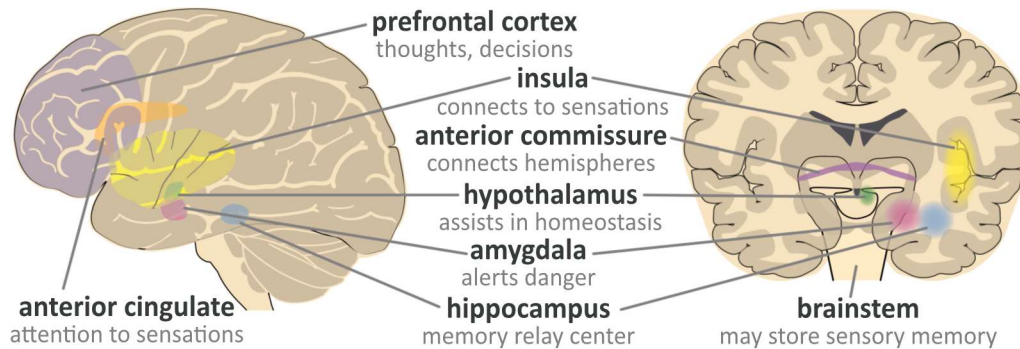 prefrontal cortex
thoughts, decisions
insula
connects to sensations
anterior commissure
connects hemispheres
hypothalamus
assists in homeostasis
amygdala
alerts danger
anterior cingulate
attention to sensations
hippocampus
memory relay center
brainstem
may store sensory memory